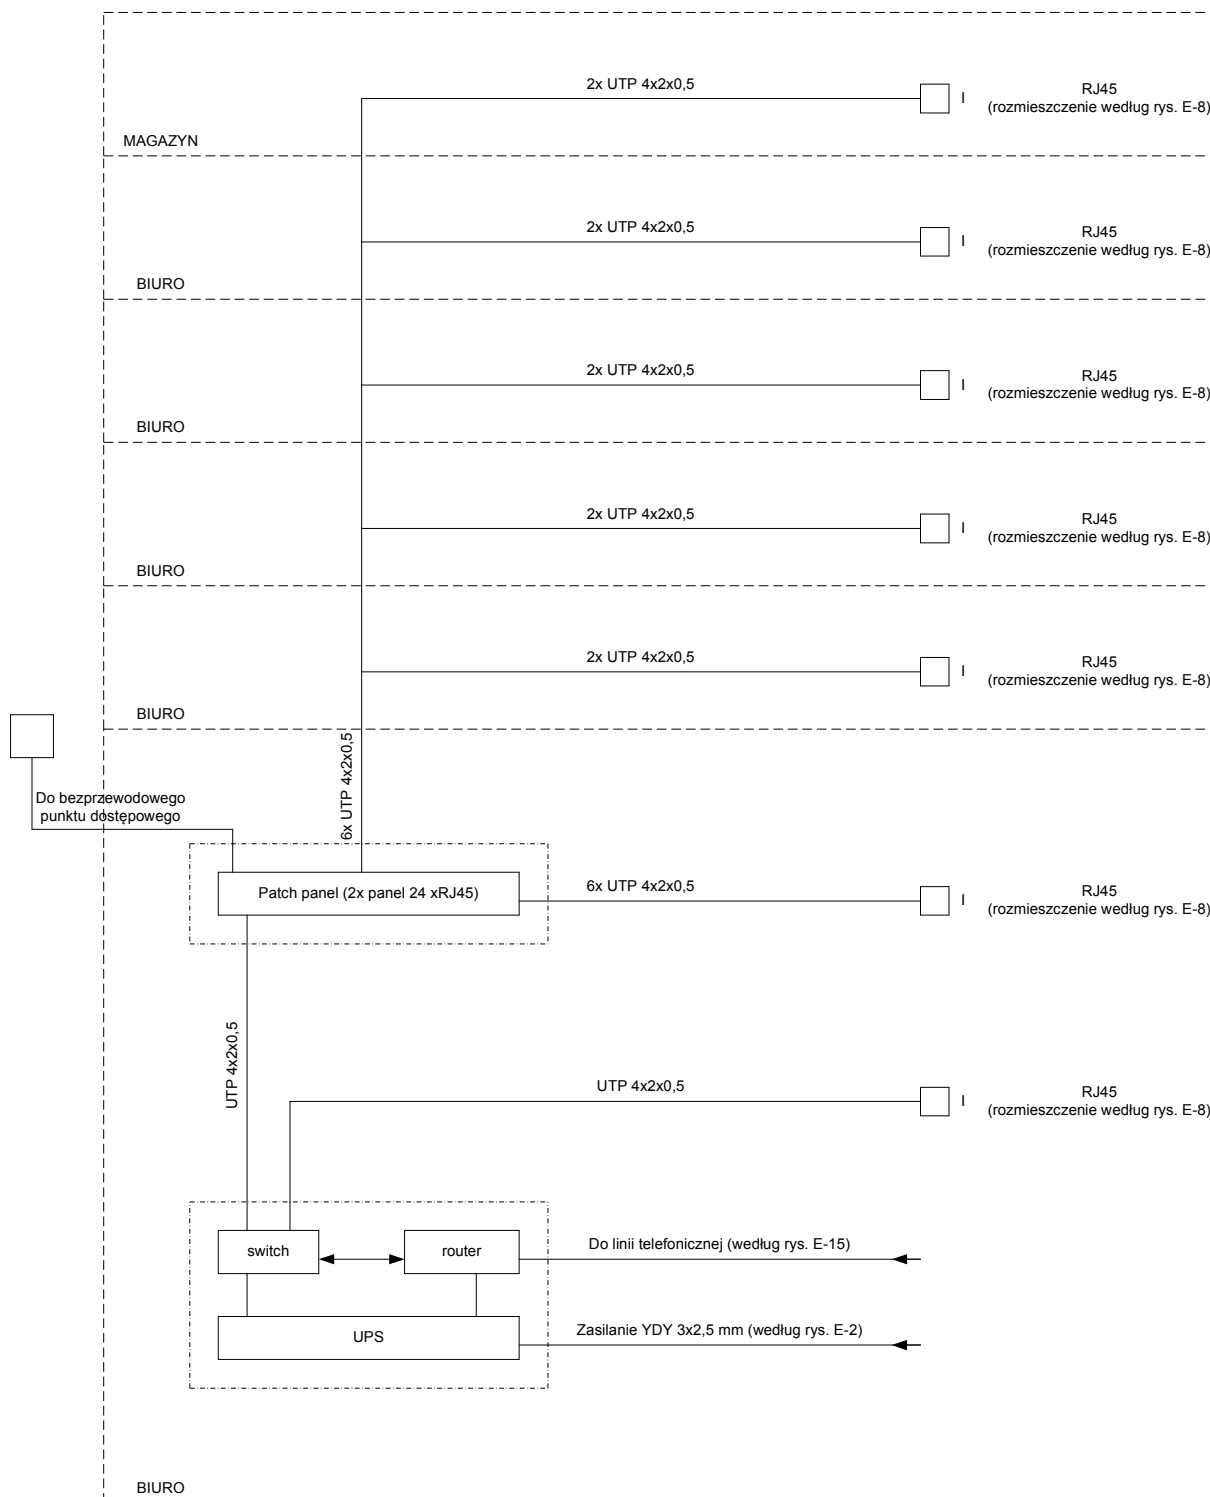 2x UTP 4x2x0,5
I
RJ45
(rozmieszczenie według rys. E-8)
MAGAZYN
2x UTP 4x2x0,5
I
RJ45
(rozmieszczenie według rys. E-8)
BIURO
2x UTP 4x2x0,5
I
RJ45
(rozmieszczenie według rys. E-8)
BIURO
2x UTP 4x2x0,5
I
RJ45
(rozmieszczenie według rys. E-8)
BIURO
2x UTP 4x2x0,5
I
RJ45
(rozmieszczenie według rys. E-8)
BIURO
6x UTP 4x2x0,5
Do bezprzewodowego
punktu dostępowego
Patch panel (2x panel 24 xRJ45)
6x UTP 4x2x0,5
I
RJ45
(rozmieszczenie według rys. E-8)
UTP 4x2x0,5
UTP 4x2x0,5
I
RJ45
(rozmieszczenie według rys. E-8)
switch
router
Do linii telefonicznej (według rys. E-15)
UPS
Zasilanie YDY 3x2,5 mm (według rys. E-2)
BIURO